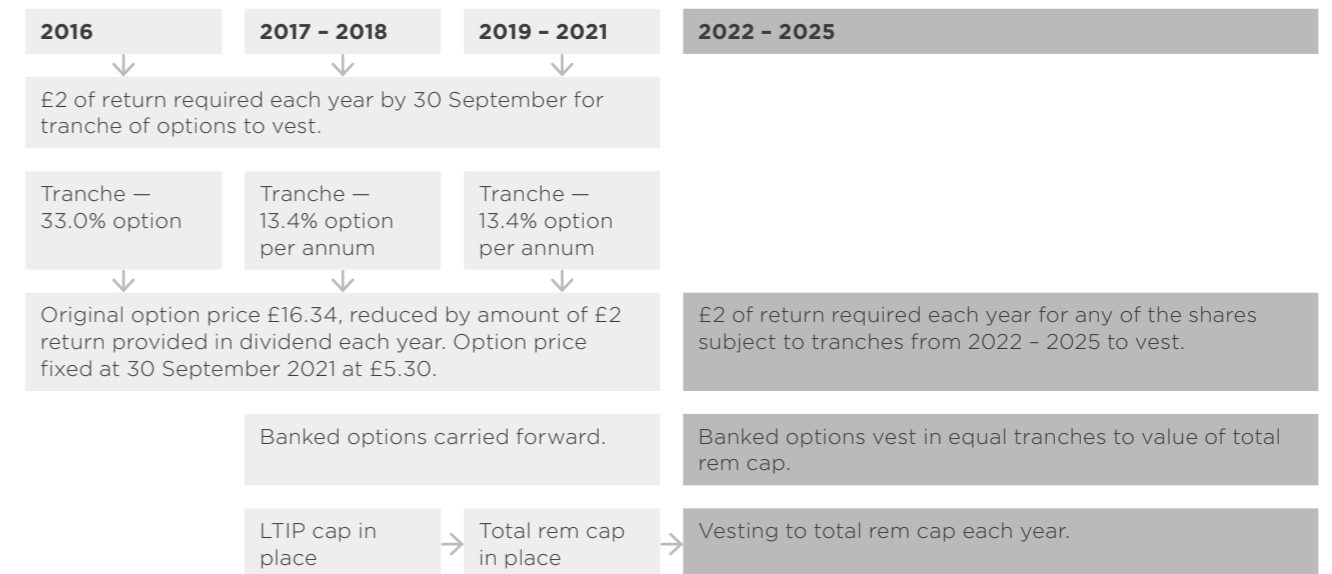 2016
2017 – 2018
2019 – 2021
2022 – 2025
£2 of return required each year by 30 September for
tranche of options to vest.
Tranche —
33.0% option
Tranche —
13.4% option
per annum
Tranche —
13.4% option
per annum
Original option price £16.34, reduced by amount of £2
return provided in dividend each year. Option price
fixed at 30 September 2021 at £5.30.
£2 of return required each year for any of the shares
subject to tranches from 2022 – 2025 to vest.
Banked options carried forward.
Banked options vest in equal tranches to value of total
rem cap.
LTIP cap in
place
Total rem cap
in place
Vesting to total rem cap each year.